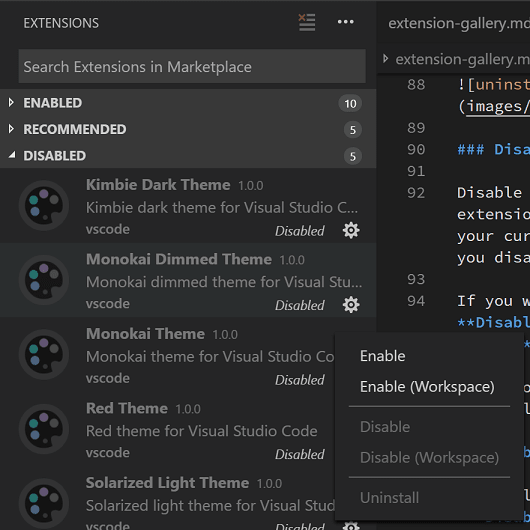 EXTENSIONS
Search Extensions in Marketplace
ENABLED 10
RECOMMENDED 5
DISABLED 5
Kimbie Dark Theme 1.0.0
Kimbie dark theme for Visual Studio C...
vscode
Disabled
Monokai Dimmed Theme 1.0.0
Monokai dimmed theme for Visual Stu...
vscode
Disabled
Monokai Theme 1.0.0
Monokai theme for Visual Studio Co
vscode
Disabled
Red Theme 1.0.0
Red theme for Visual Studio Code
vscode
Disabled
Solarized Light Theme 1.0.0
Solarized light theme for Visual Stud
vscode
Disabled
Enable
Enable (Workspace)
Disable
Disable (Workspace)
Uninstall
extension-gallery.md
extension-gallery.m
88 ![uninst
(images/
89
90 ### Disa
91
92 Disable
extensio
your cur
you disa
93
94 If you w
**Disabl